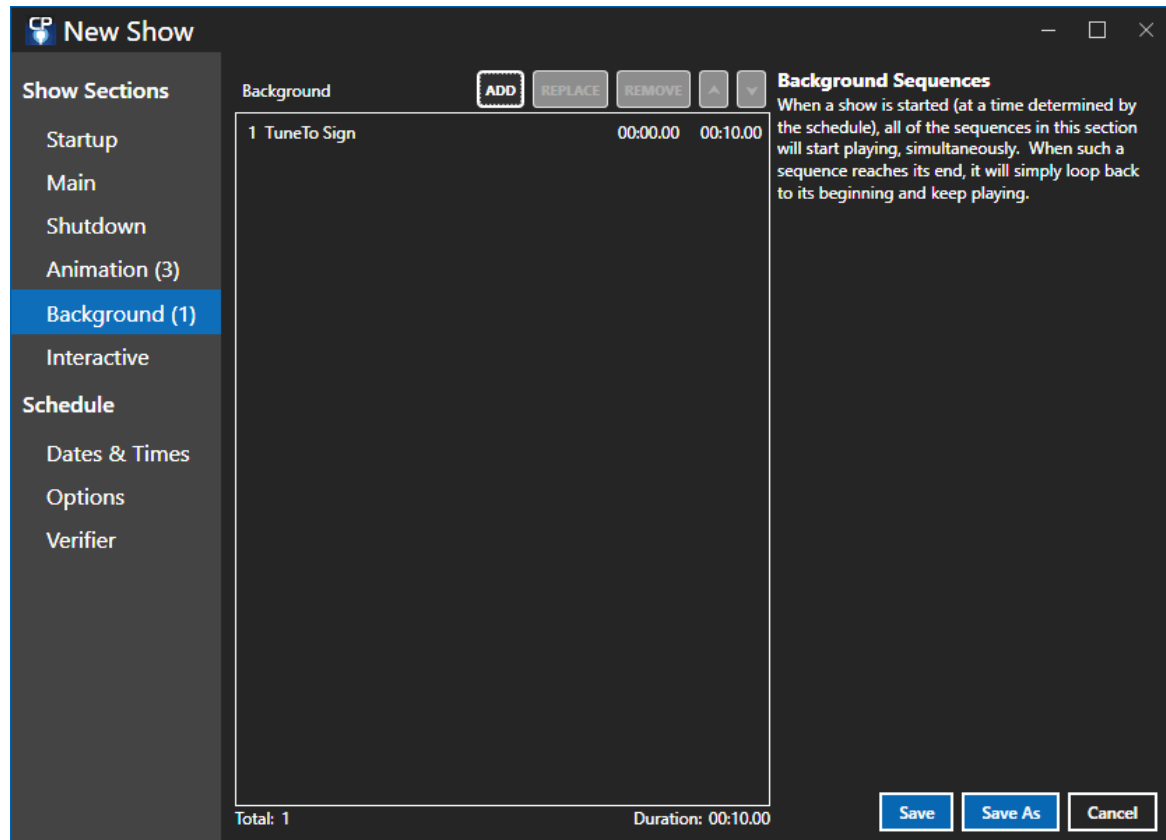 CP New Show
Show Sections
Startup
Main
Shutdown
Animation (3)
Background (1)
Interactive
Schedule
Dates & Times
Options
Verifier
Background ADD REPLACE REMOVE
1 TuneTo Sign 00:00.00 00:10.00
Total: 1 Duration: 00:10.00
Background Sequences
When a show is started (at a time determined by
the schedule), all of the sequences in this section
will start playing, simultaneously. When such a
sequence reaches its end, it will simply loop back
to its beginning and keep playing.
Save Save As Cancel